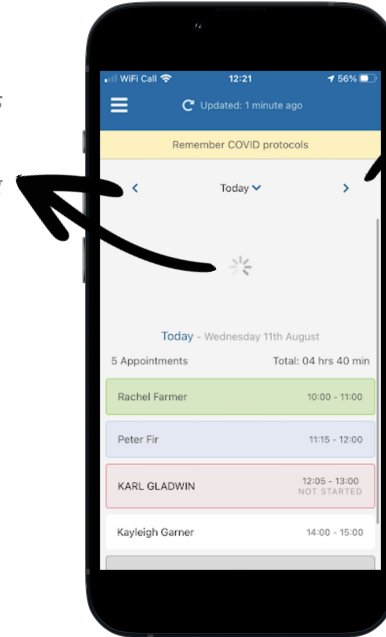 WiFi Call 12:21 56%
Updated: 1 minute ago
Remember COVID protocols
Today
Today - Wednesday 11th August
5 Appointments Total: 04 hrs 40 min
Rachel Farmer 10:00 - 11:00
Peter Fir 11:15 - 12:00
KARL GLADWIN 12:05 - 13:00
NOT STARTED
Kayleigh Garner 14:00 - 15:00